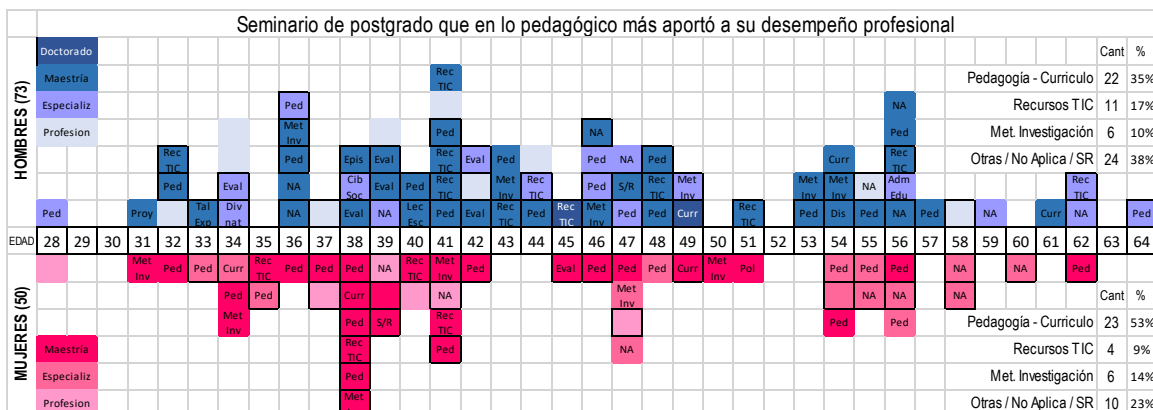 Seminario de postgrado que en lo pedagógico más aportó a su desempeño profesional
HOMBRES (73)
Doctorado Cant %
Maestría Rec TIC Pedagogía - Curriculo 22 35%
Especializ Ped NA Recursos TIC 11 17%
Profesion Met Inv Ped NA Ped Met. Investigación 6 10%
Rec TIC Ped Epis Eval Rec TIC Eval Ped Ped NA Ped Curr Rec TIC Otras / No Aplica / SR 24 38%
Ped Eval NA Cib Soc Eval Ped Rec TIC Met Inv Rec TIC Ped S/R Rec TIC Met Inv Met Inv Met Inv NA Adm Edu Rec TIC
Ped Proy Tal Exp Div nat NA Eval NA Lec Esc Ped Eval Rec TIC Ped Rec TIC Met Inv Ped Ped Curr Rec TIC Ped Dis Ped NA Ped NA Curr NA Ped
EDAD 28 29 30 31 32 33 34 35 36 37 38 39 40 41 42 43 44 45 46 47 48 49 50 51 52 53 54 55 56 57 58 59 60 61 62 63 64
MUJERES (50)
Met Inv Ped Ped Curr Rec TIC Ped Ped Ped NA Rec TIC Met Inv Ped Eval Ped Ped Ped Curr Met Inv Pol Ped Ped Ped NA NA Ped
Ped Ped Curr NA Met Inv NA NA NA Cant %
Met Inv Ped S/R Rec TIC Ped Ped Pedagogía - Curriculo 23 53%
Maestría Rec TIC Ped NA Recursos TIC 4 9%
Especializ Ped Met. Investigación 6 14%
Profesion Met Otras / No Aplica / SR 10 23%